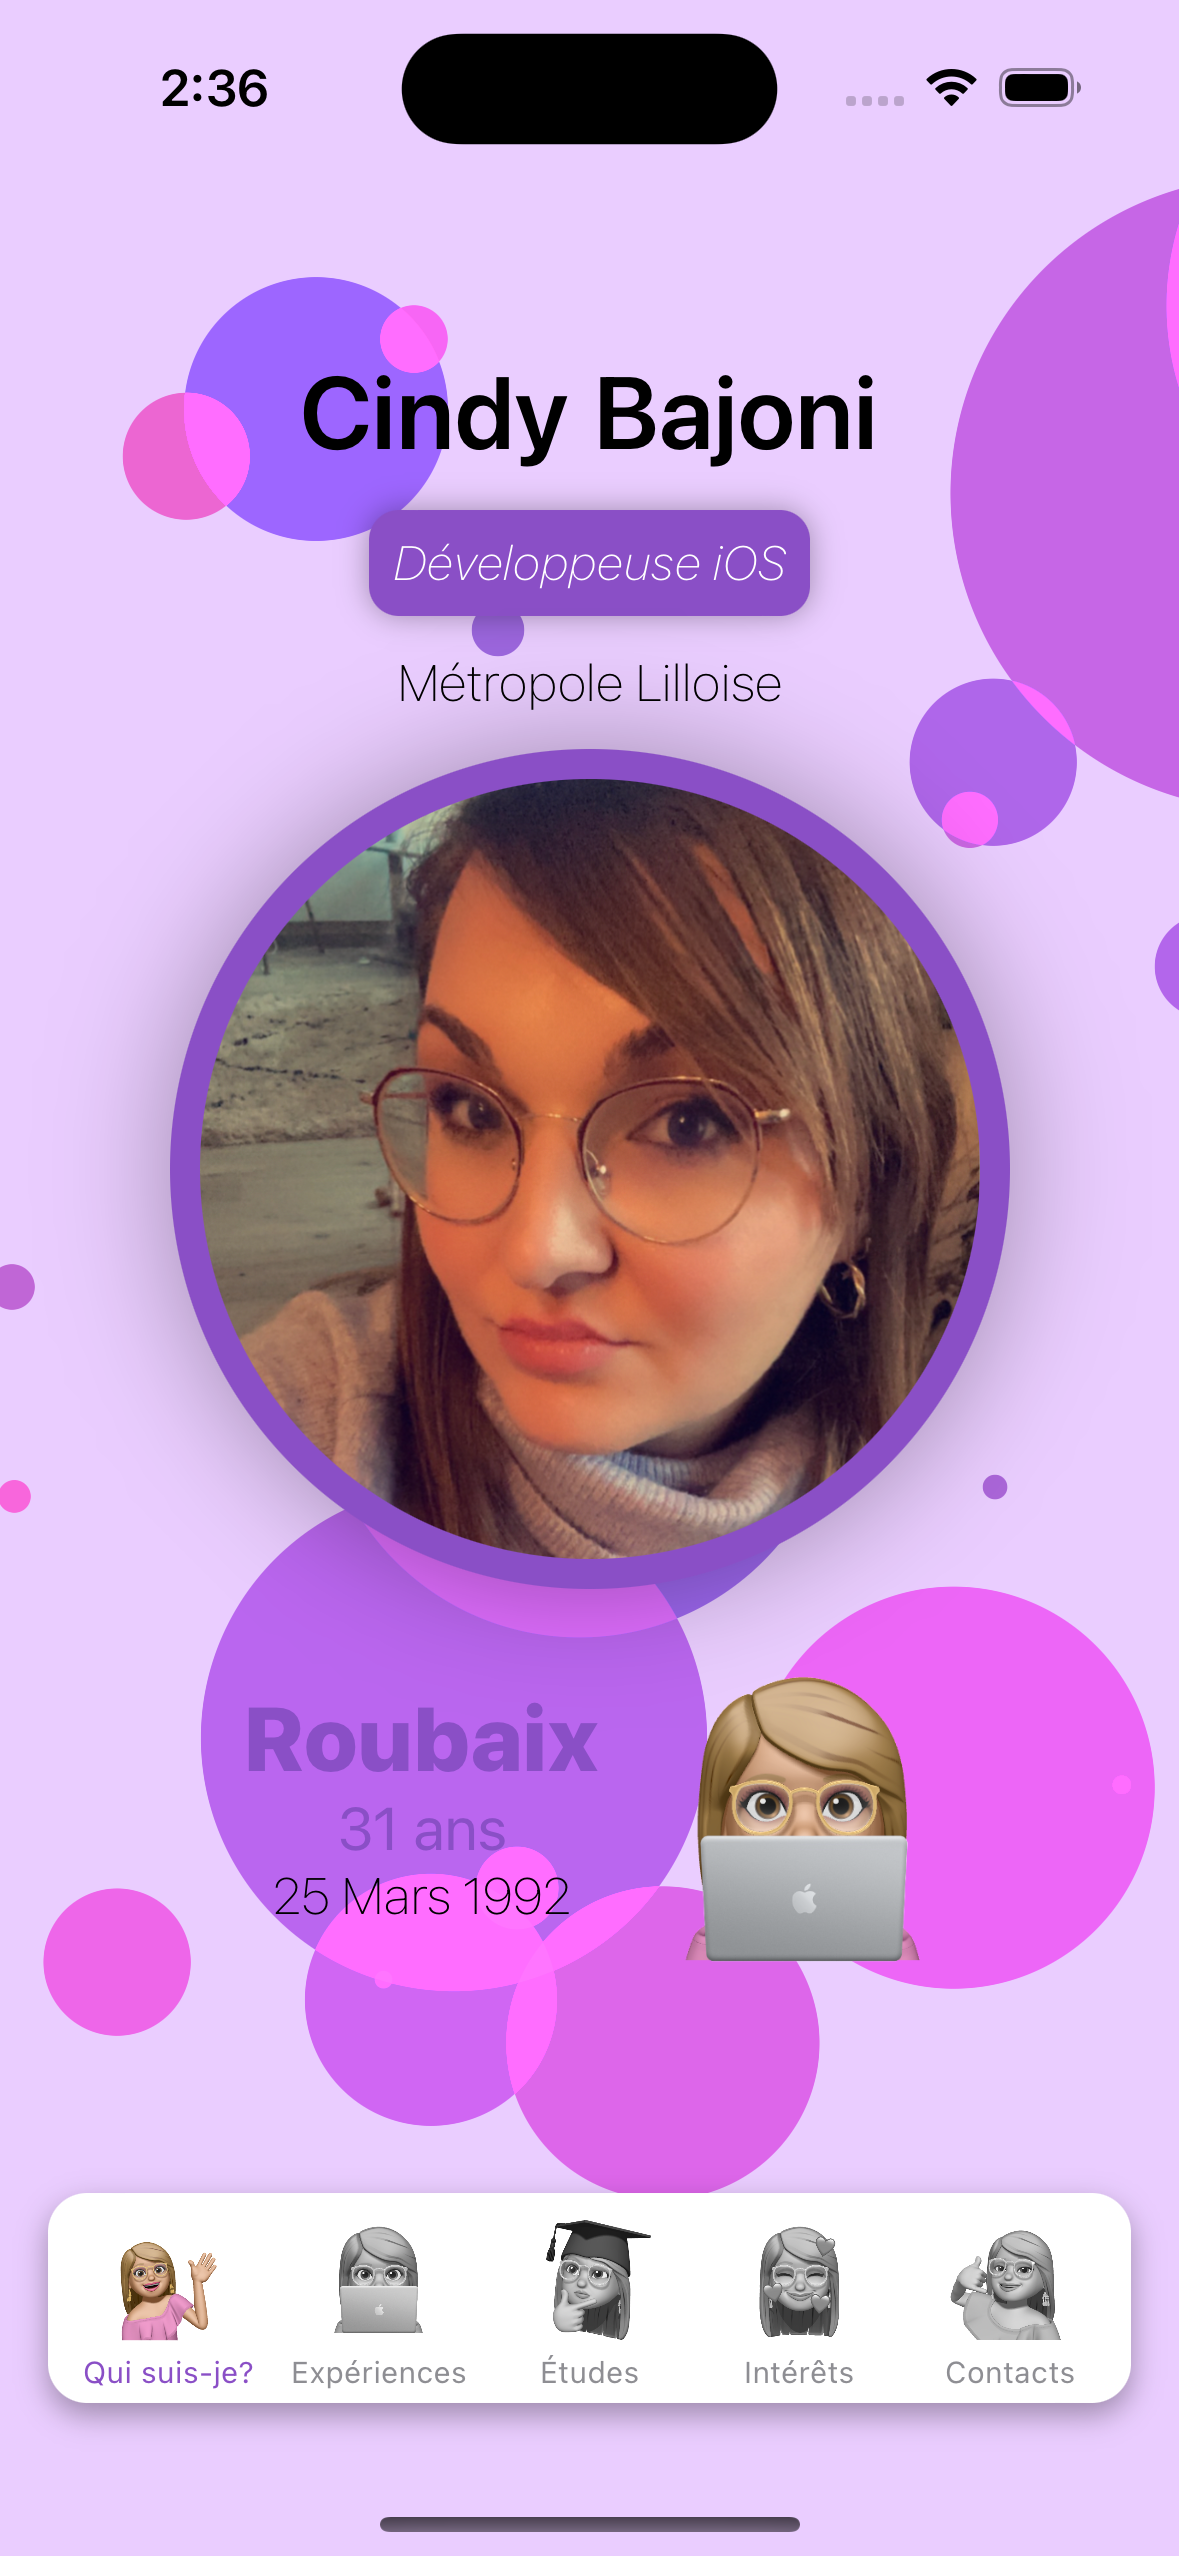 2:36
Cindy Bajoni
Développeuse iOS
Métropole Lilloise
Roubaix
31 ans
25 Mars 1992
Qui suis-je?
Expériences
Études
Intérêts
Contacts